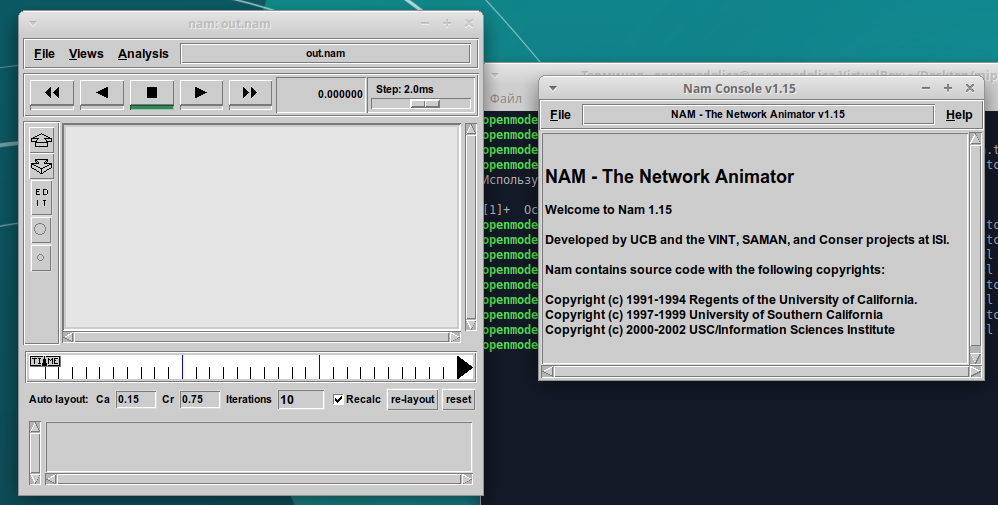 nam: out.nam
File Views Analysis out.nam
0.000000 Step: 2.0ms
ED
IT
TIME
Auto layout: Ca 0.15 Cr 0.75 Iterations 10 Recalc re-layout reset
Файл
openmode
openmode
openmode
openmode
Использу
[1]+ Ос
openmode
openmode
openmode
openmode
openmode
openmode
openmode
openmode
openmode
Nam Console v1.15
File NAM - The Network Animator v1.15 Help
NAM - The Network Animator
Welcome to Nam 1.15
Developed by UCB and the VINT, SAMAN, and Conser projects at ISI.
Nam contains source code with the following copyrights:
Copyright (c) 1991-1994 Regents of the University of California.
Copyright (c) 1997-1999 University of Southern California
Copyright (c) 2000-2002 USC/Information Sciences Institute